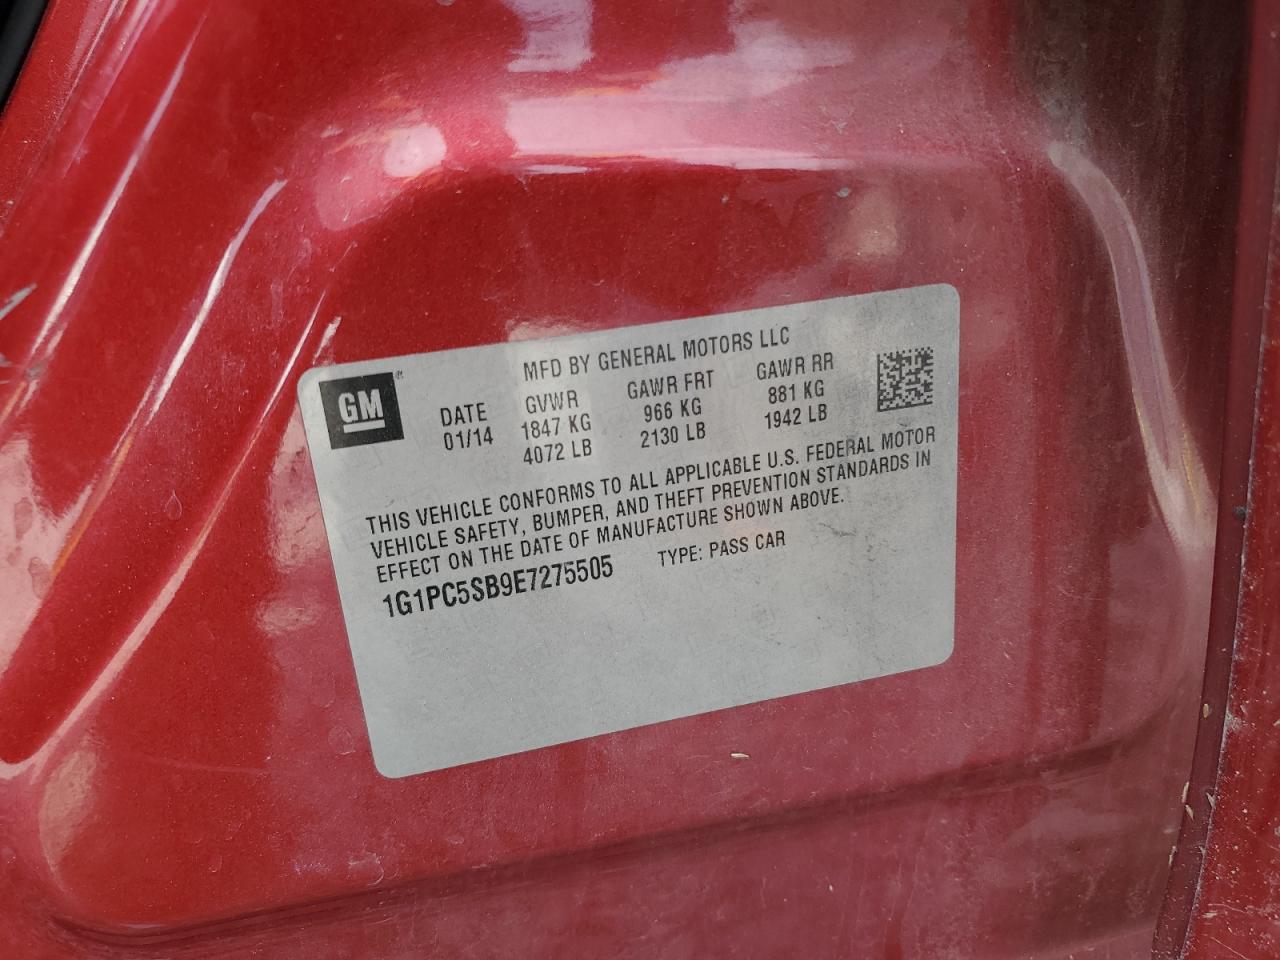 MFD BY GENERAL MOTORS LLC
GM®
DATE GVWR GAWR FRT GAWR RR
01/14 1847 KG 966 KG 881 KG
4072 LB 2130 LB 1942 LB
THIS VEHICLE CONFORMS TO ALL APPLICABLE U.S. FEDERAL MOTOR
VEHICLE SAFETY, BUMPER, AND THEFT PREVENTION STANDARDS IN
EFFECT ON THE DATE OF MANUFACTURE SHOWN ABOVE.
1G1PC5SB9E7275505 TYPE: PASS CAR